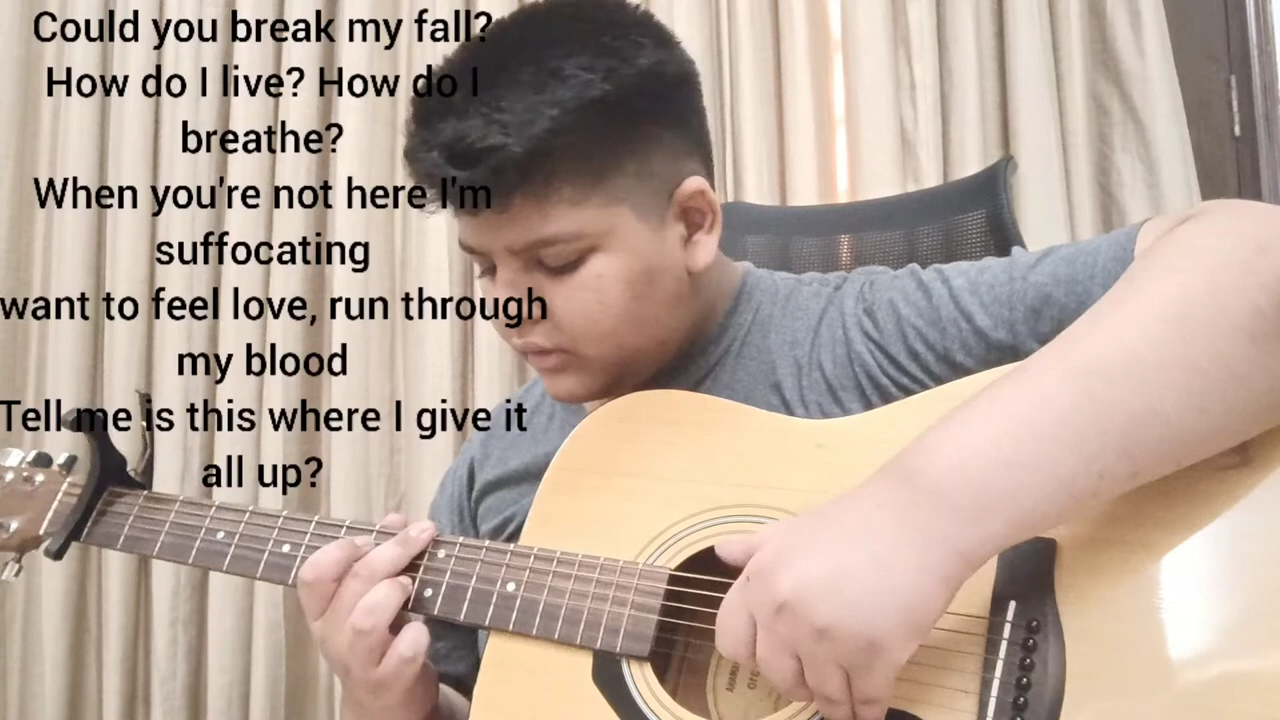 Could you break my fall?
How do I live? How do I
breathe?
When you're not here I'm
suffocating
want to feel love, run through
my blood
Tell me is this where I give it
all up?